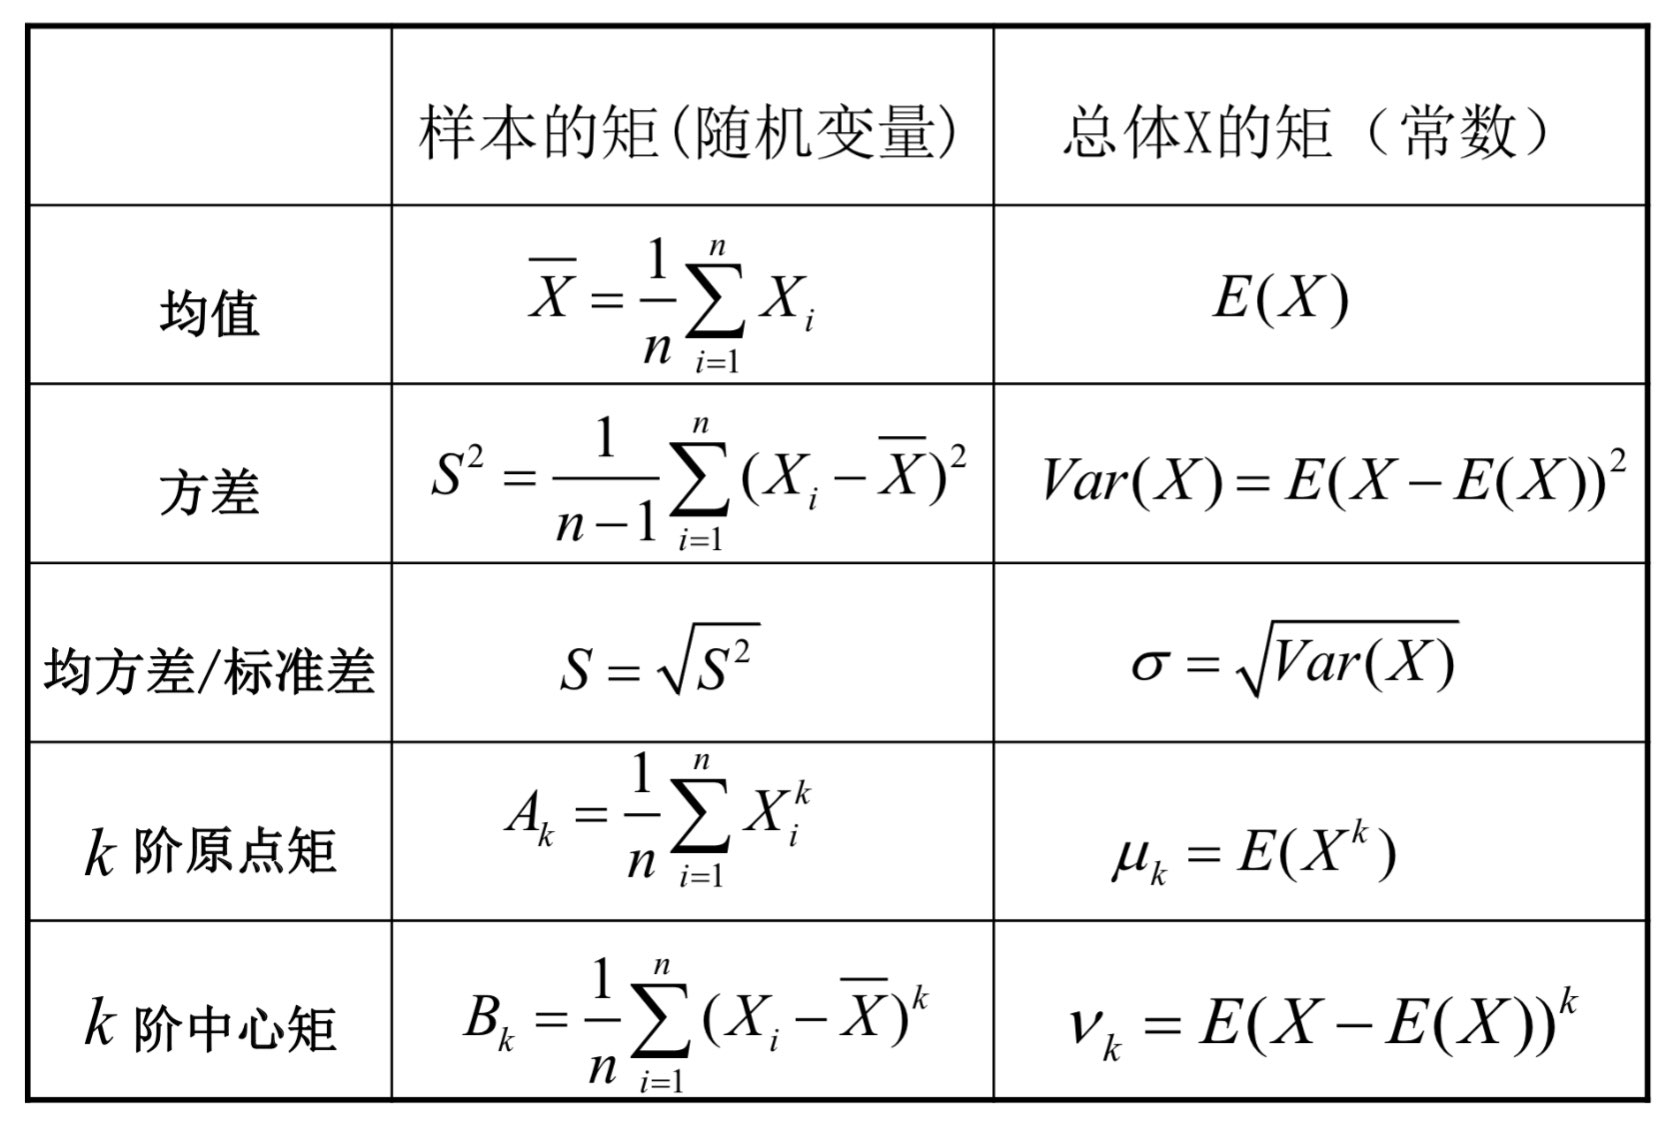 样本的矩(随机变量) 总体X的矩（常数）
均值 $\overline{X} = \frac{1}{n}\sum_{i=1}^{n} X_i$ $E(X)$
方差 $S^2 = \frac{1}{n-1}\sum_{i=1}^{n}(X_i - \overline{X})^2$ $Var(X) = E(X - E(X))^2$
均方差/标准差 $S = \sqrt{S^2}$ $\sigma = \sqrt{Var(X)}$
k 阶原点矩 $A_k = \frac{1}{n}\sum_{i=1}^{n} X_i^k$ $\mu_k = E(X^k)$
k 阶中心矩 $B_k = \frac{1}{n}\sum_{i=1}^{n}(X_i - \overline{X})^k$ $\nu_k = E(X - E(X))^k$